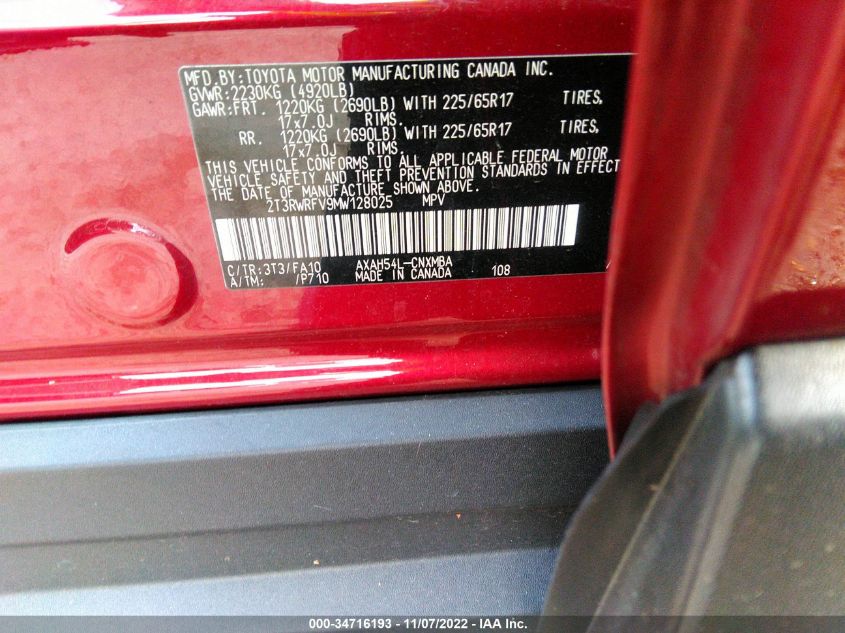 MFD.BY:TOYOTA MOTOR MANUFACTURING CANADA INC.
GVWR:2230KG (4920LB)
GAWR:FRT. 1220KG (2690LB) WITH 225/65R17 TIRES,
17x7.0J RIMS.
RR. 1220KG (2690LB) WITH 225/65R17 TIRES,
17x7.0J RIMS.
THIS VEHICLE CONFORMS TO ALL APPLICABLE FEDERAL MOTOR
VEHICLE SAFETY AND THEFT PREVENTION STANDARDS IN EFFECT
THE DATE OF MANUFACTURE SHOWN ABOVE.
2T3RWRFV9MW128025 MPV
C/TR:3T3/FA10 AXAH54L-CNXMBA
A/TM: /P710 MADE IN CANADA 108
000-34716193 - 11/07/2022 - IAA Inc.